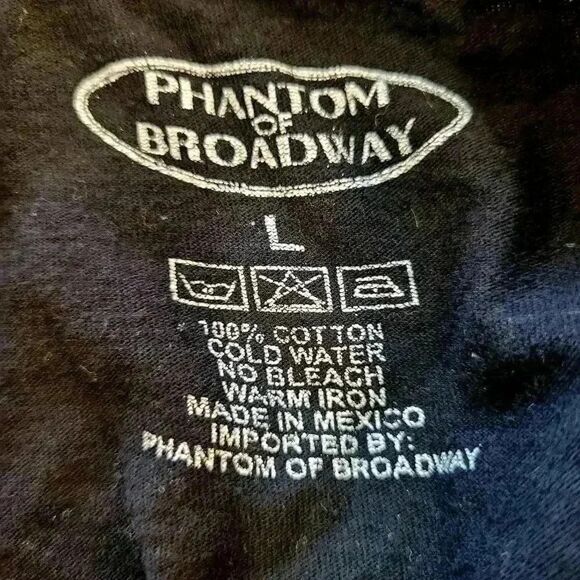 PHANTOM
OF
BROADWAY
L
100% COTTON
COLD WATER
NO BLEACH
WARM IRON
MADE IN MEXICO
IMPORTED BY:
PHANTOM OF BROADWAY